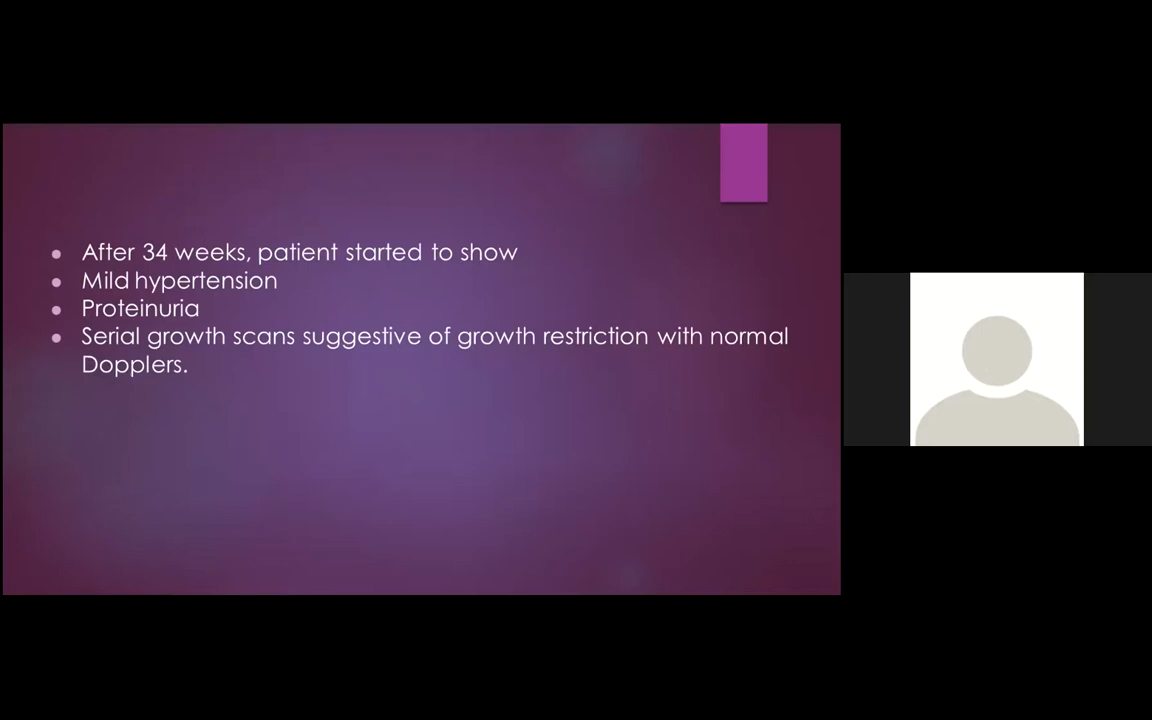 After 34 weeks, patient started to show
Mild hypertension
Proteinuria
Serial growth scans suggestive of growth restriction with normal
Dopplers.